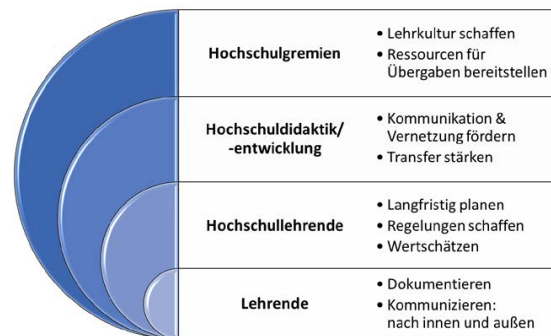 Hochschulgremien
• Lehrkultur schaffen
• Ressourcen für
Übergaben bereitstellen
Hochschuldidaktik/
-entwicklung
• Kommunikation &
Vernetzung fördern
• Transfer stärken
Hochschullehrende
• Langfristig planen
• Regelungen schaffen
• Wertschätzen
Lehrende
• Dokumentieren
• Kommunizieren:
nach innen und außen